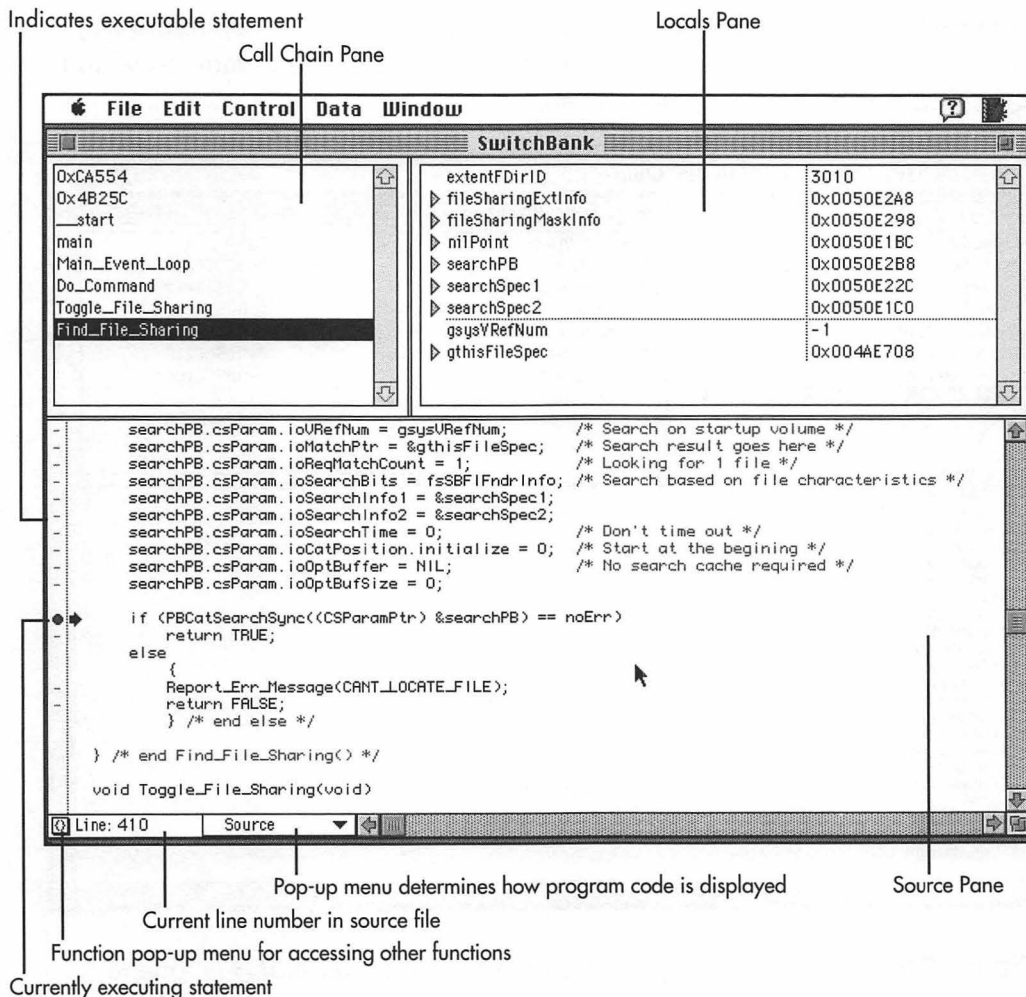 Indicates executable statement
Locals Pane
Call Chain Pane
File Edit Control Data Window
SwitchBank
0xCA554
0x4B25C
__start
main
Main_Event_Loop
Do_Command
Toggle_File_Sharing
Find_File_Sharing
extentFDirID 3010
fileSharingExtInfo 0x0050E2A8
fileSharingMaskInfo 0x0050E298
nilPoint 0x0050E1BC
searchPB 0x0050E2B8
searchSpec1 0x0050E22C
searchSpec2 0x0050E1C0
gsysVRefNum -1
gthisFileSpec 0x004AE708
searchPB.csParam.ioVRefNum = gsysVRefNum; /* Search on startup volume */
searchPB.csParam.ioMatchPtr = &gthisFileSpec; /* Search result goes here */
searchPB.csParam.ioReqMatchCount = 1; /* Looking for 1 file */
searchPB.csParam.ioSearchBits = fsSBFlFndrInfo; /* Search based on file characteristics */
searchPB.csParam.ioSearchInfo1 = &searchSpec1;
searchPB.csParam.ioSearchInfo2 = &searchSpec2;
searchPB.csParam.ioSearchTime = 0; /* Don't time out */
searchPB.csParam.ioCatPosition.initialize = 0; /* Start at the begining */
searchPB.csParam.ioOptBuffer = NIL; /* No search cache required */
searchPB.csParam.ioOptBufSize = 0;
if (PBCatSearchSync((CSParamPtr) &searchPB) == noErr)
return TRUE;
else
{
Report_Err_Message(CANT_LOCATE_FILE);
return FALSE;
} /* end else */
} /* end Find_File_Sharing() */
void Toggle_File_Sharing(void)
Line: 410 Source
Pop-up menu determines how program code is displayed
Source Pane
Current line number in source file
Function pop-up menu for accessing other functions
Currently executing statement